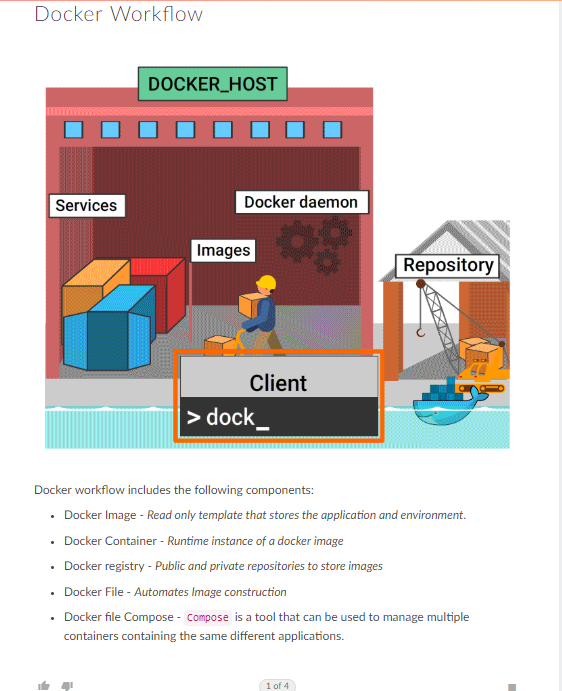 Docker Workflow
DOCKER_HOST
Services
Docker daemon
Images
Repository
Client
> dock_
Docker workflow includes the following components:
• Docker Image - Read only template that stores the application and environment.
• Docker Container - Runtime instance of a docker image
• Docker registry - Public and private repositories to store images
• Docker File - Automates Image construction
• Docker file Compose - Compose is a tool that can be used to manage multiple
containers containing the same different applications.
1 of 4